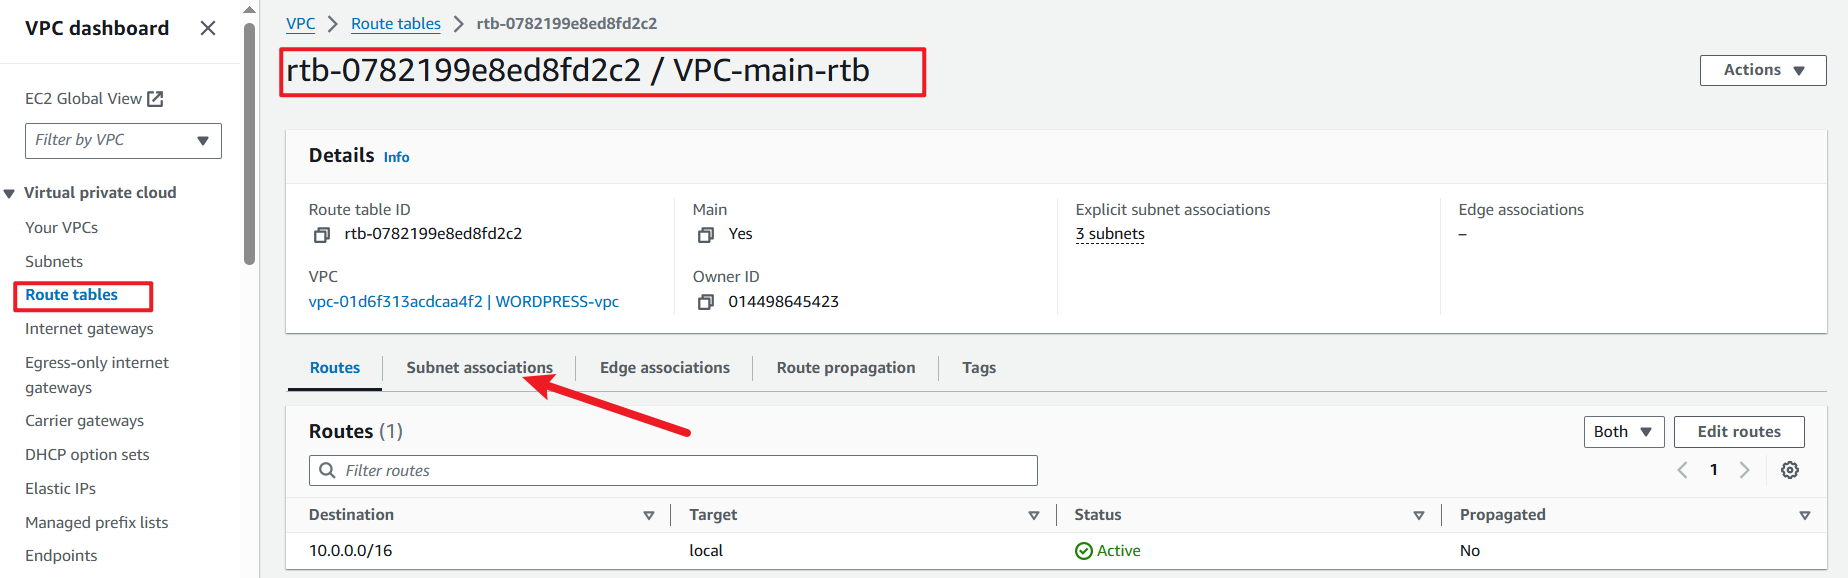 VPC dashboard
EC2 Global View
Filter by VPC
Virtual private cloud
Your VPCs
Subnets
Route tables
Internet gateways
Egress-only internet
gateways
Carrier gateways
DHCP option sets
Elastic IPs
Managed prefix lists
Endpoints
VPC > Route tables > rtb-0782199e8ed8fd2c2
rtb-0782199e8ed8fd2c2 / VPC-main-rtb
Actions
Details Info
Route table ID
rtb-0782199e8ed8fd2c2
Main
Yes
Explicit subnet associations
3 subnets
Edge associations
–
VPC
vpc-01d6f313acdcaa4f2 | WORDPRESS-vpc
Owner ID
014498645423
Routes Subnet associations Edge associations Route propagation Tags
Routes (1)
Both
Edit routes
Filter routes
1
Destination Target Status Propagated
10.0.0.0/16 local Active No